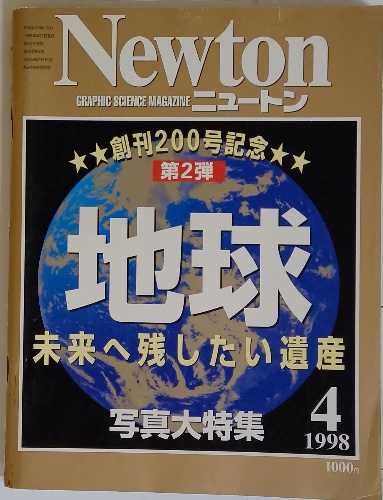 Newton
GRAPHIC SCIENCE MAGAZINE ニュートン
★★創刊200号記念★★
第2弾
地球
未来へ残したい遺産
写真大特集
4
1998
1000円